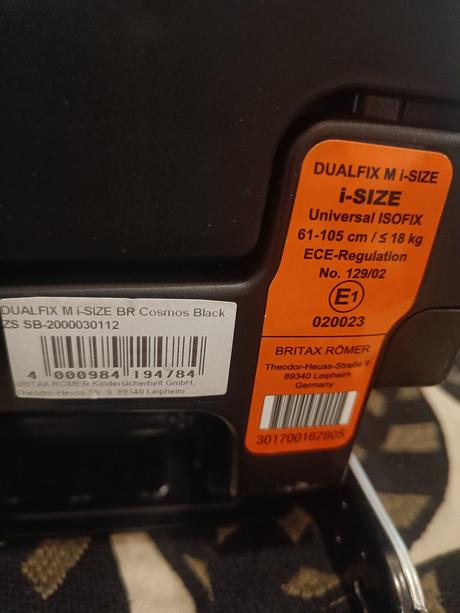 DUALFIX M i-SIZE
i-SIZE
Universal ISOFIX
61-105 cm / ≤ 18 kg
ECE-Regulation
No. 129/02
E1
020023
BRITAX RÖMER
Theodor-Heuss-Straße 9
89340 Leipheim
Germany
301700167805
DUALFIX M i-SIZE BR Cosmos Black
ZS SB-2000030112
4 000984 194784
BRITAX RÖMER Kindersicherheit GmbH,
Theodor-Heuss-Str. 9, 89340 Leipheim